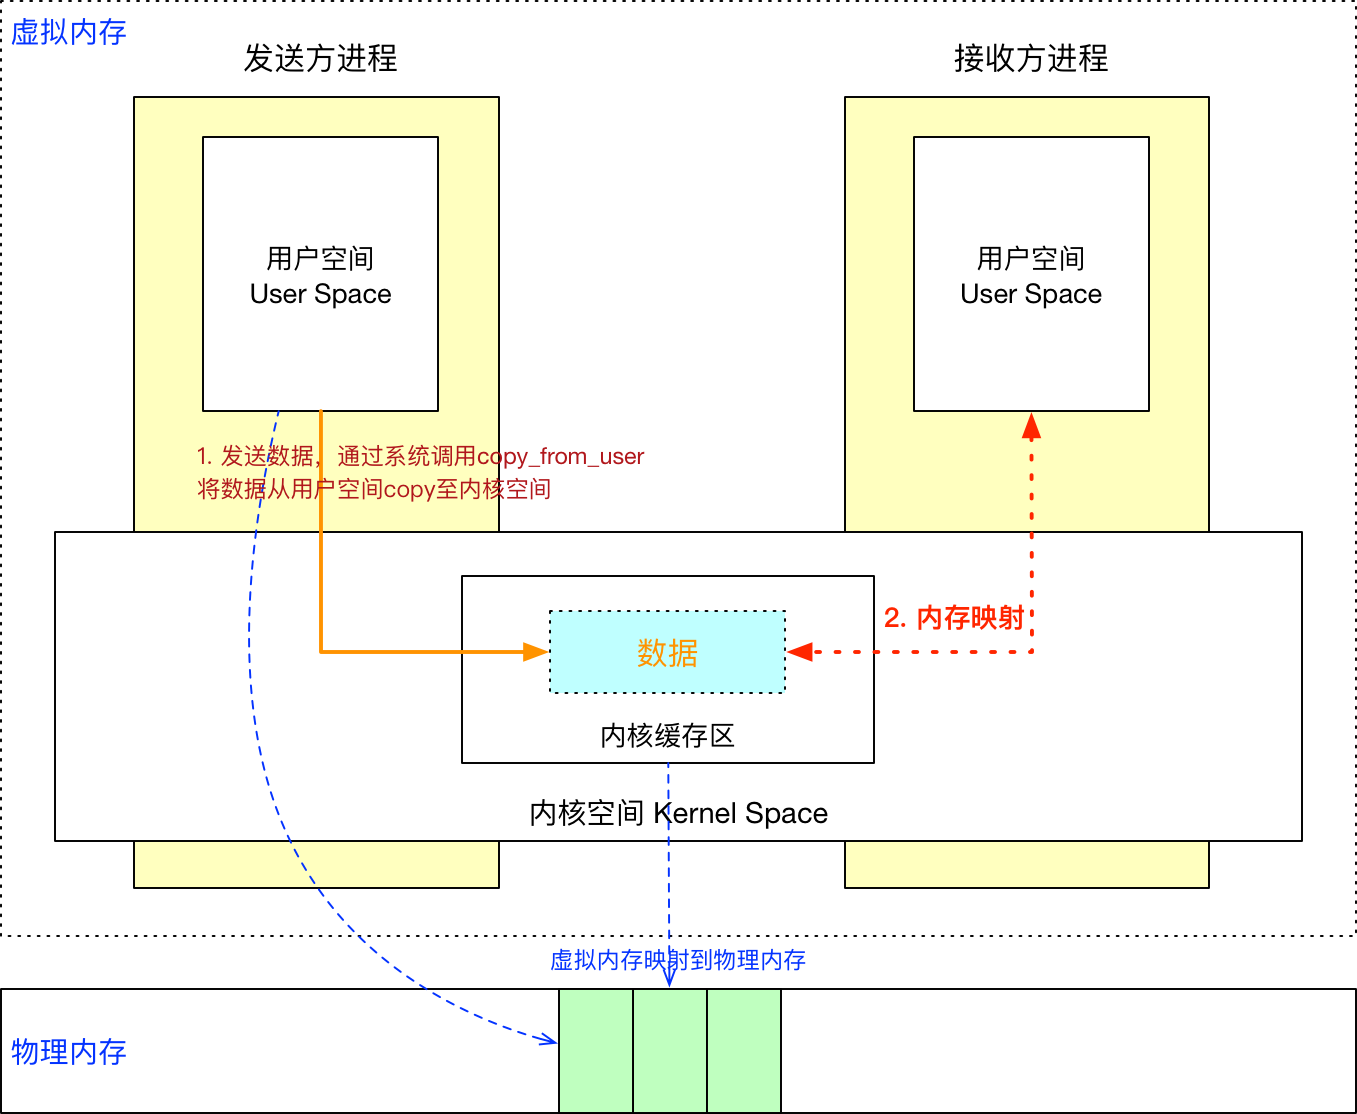 虚拟内存
发送方进程
接收方进程
用户空间
User Space
用户空间
User Space
1. 发送数据，通过系统调用copy_from_user
将数据从用户空间copy至内核空间
2. 内存映射
数据
内核缓存区
内核空间 Kernel Space
虚拟内存映射到物理内存
物理内存